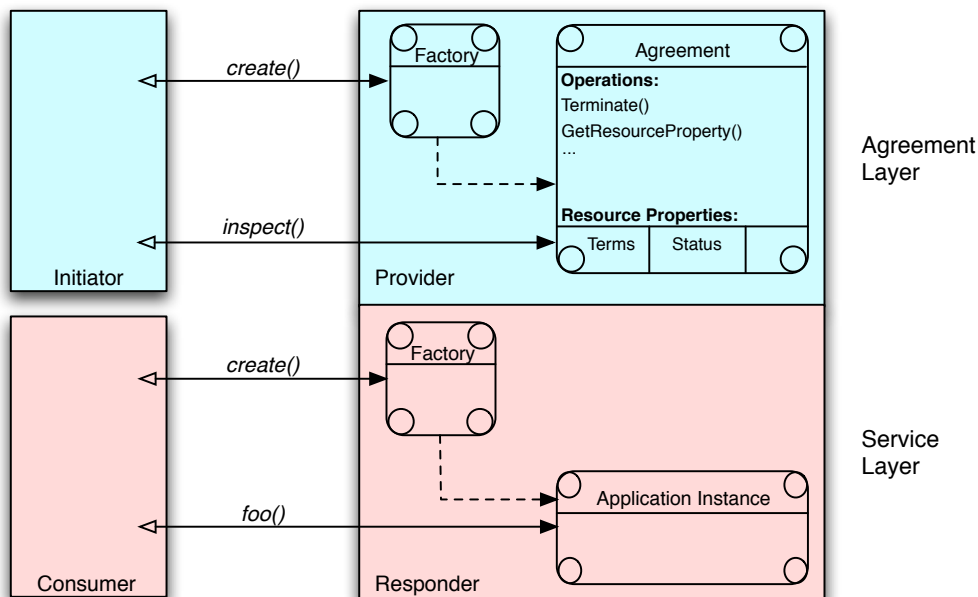 Factory
Agreement
create()
Operations:
Terminate()
GetResourceProperty()
...
Agreement
Layer
Resource Properties:
inspect()
Terms
Status
Initiator
Provider
Factory
create()
Service
Layer
Application Instance
foo()
Consumer
Responder